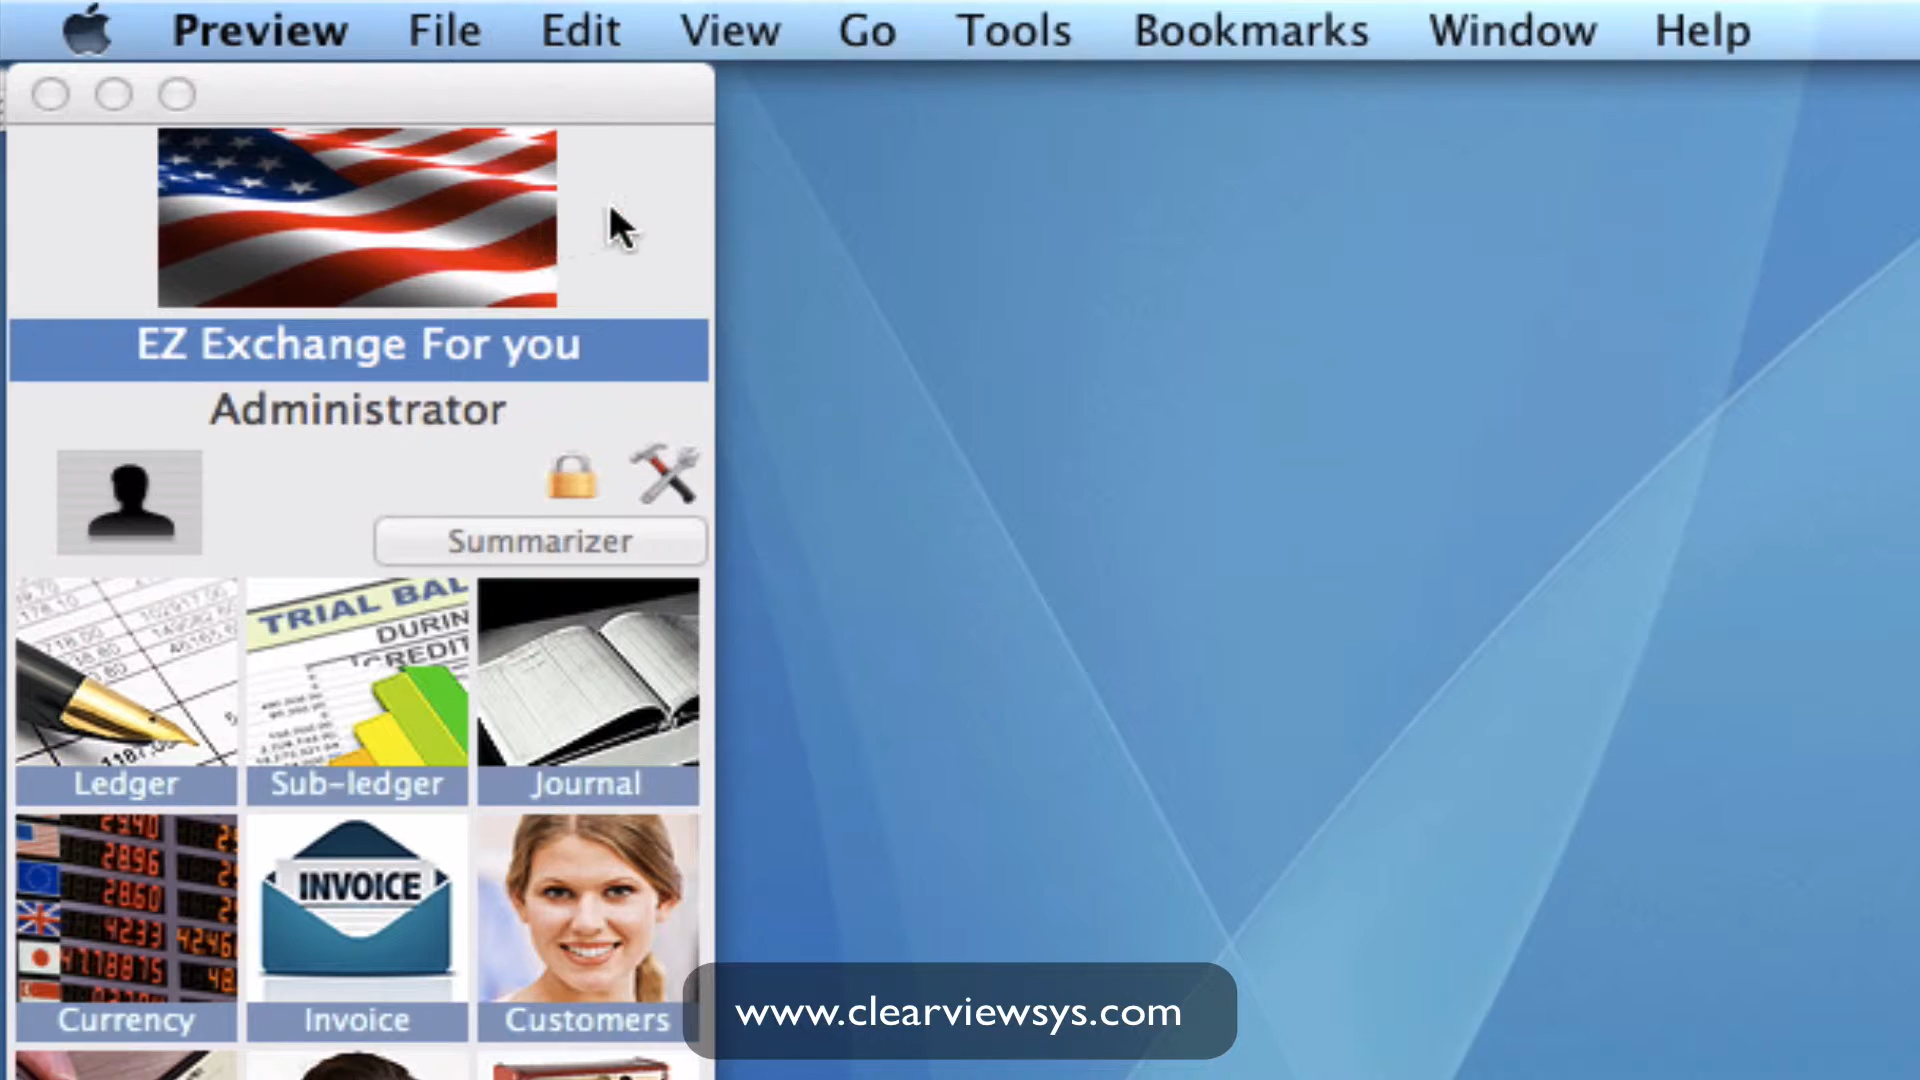 Preview File Edit View Go Tools Bookmarks Window Help
EZ Exchange For you
Administrator
Summarizer
TRIAL BAL
DURIN
CREDIT
Ledger Sub-ledger Journal
INVOICE
Currency Invoice Customers
www.clearviewsys.com